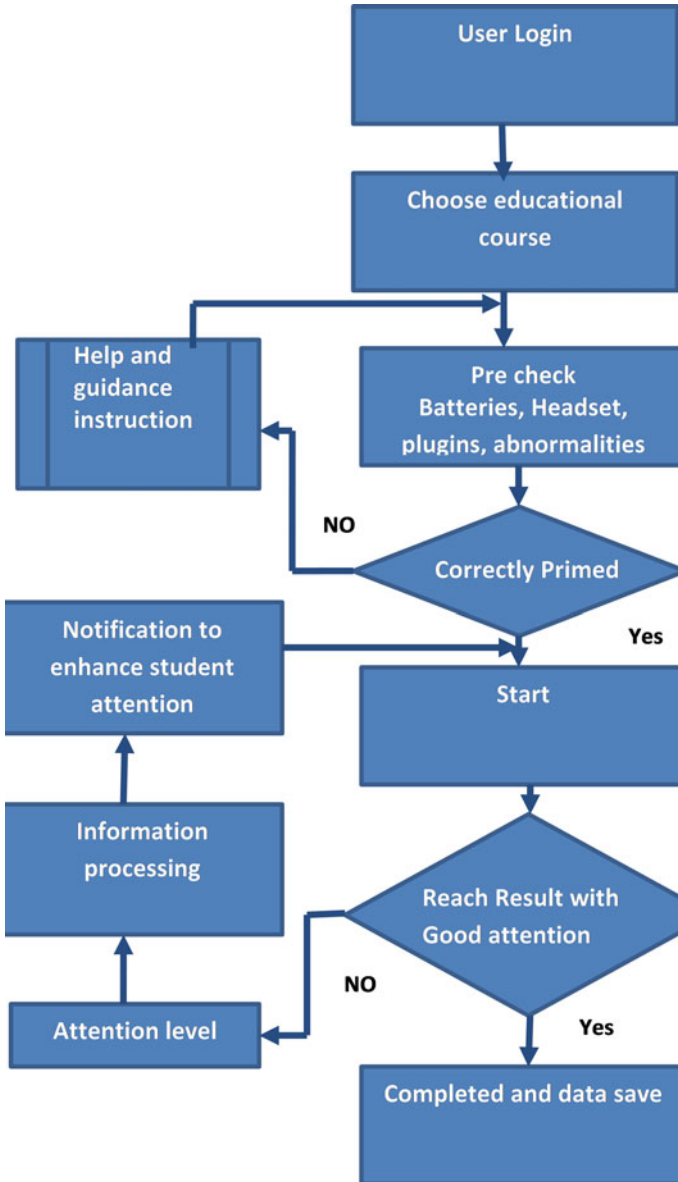 User Login
Choose educational
course
Help and
guidance
instruction
Pre check
Batteries, Headset,
plugins, abnormalities
NO
Correctly Primed
Yes
Notification to
enhance student
attention
Start
Information
processing
Reach Result with
Good attention
NO
Attention level
Yes
Completed and data save